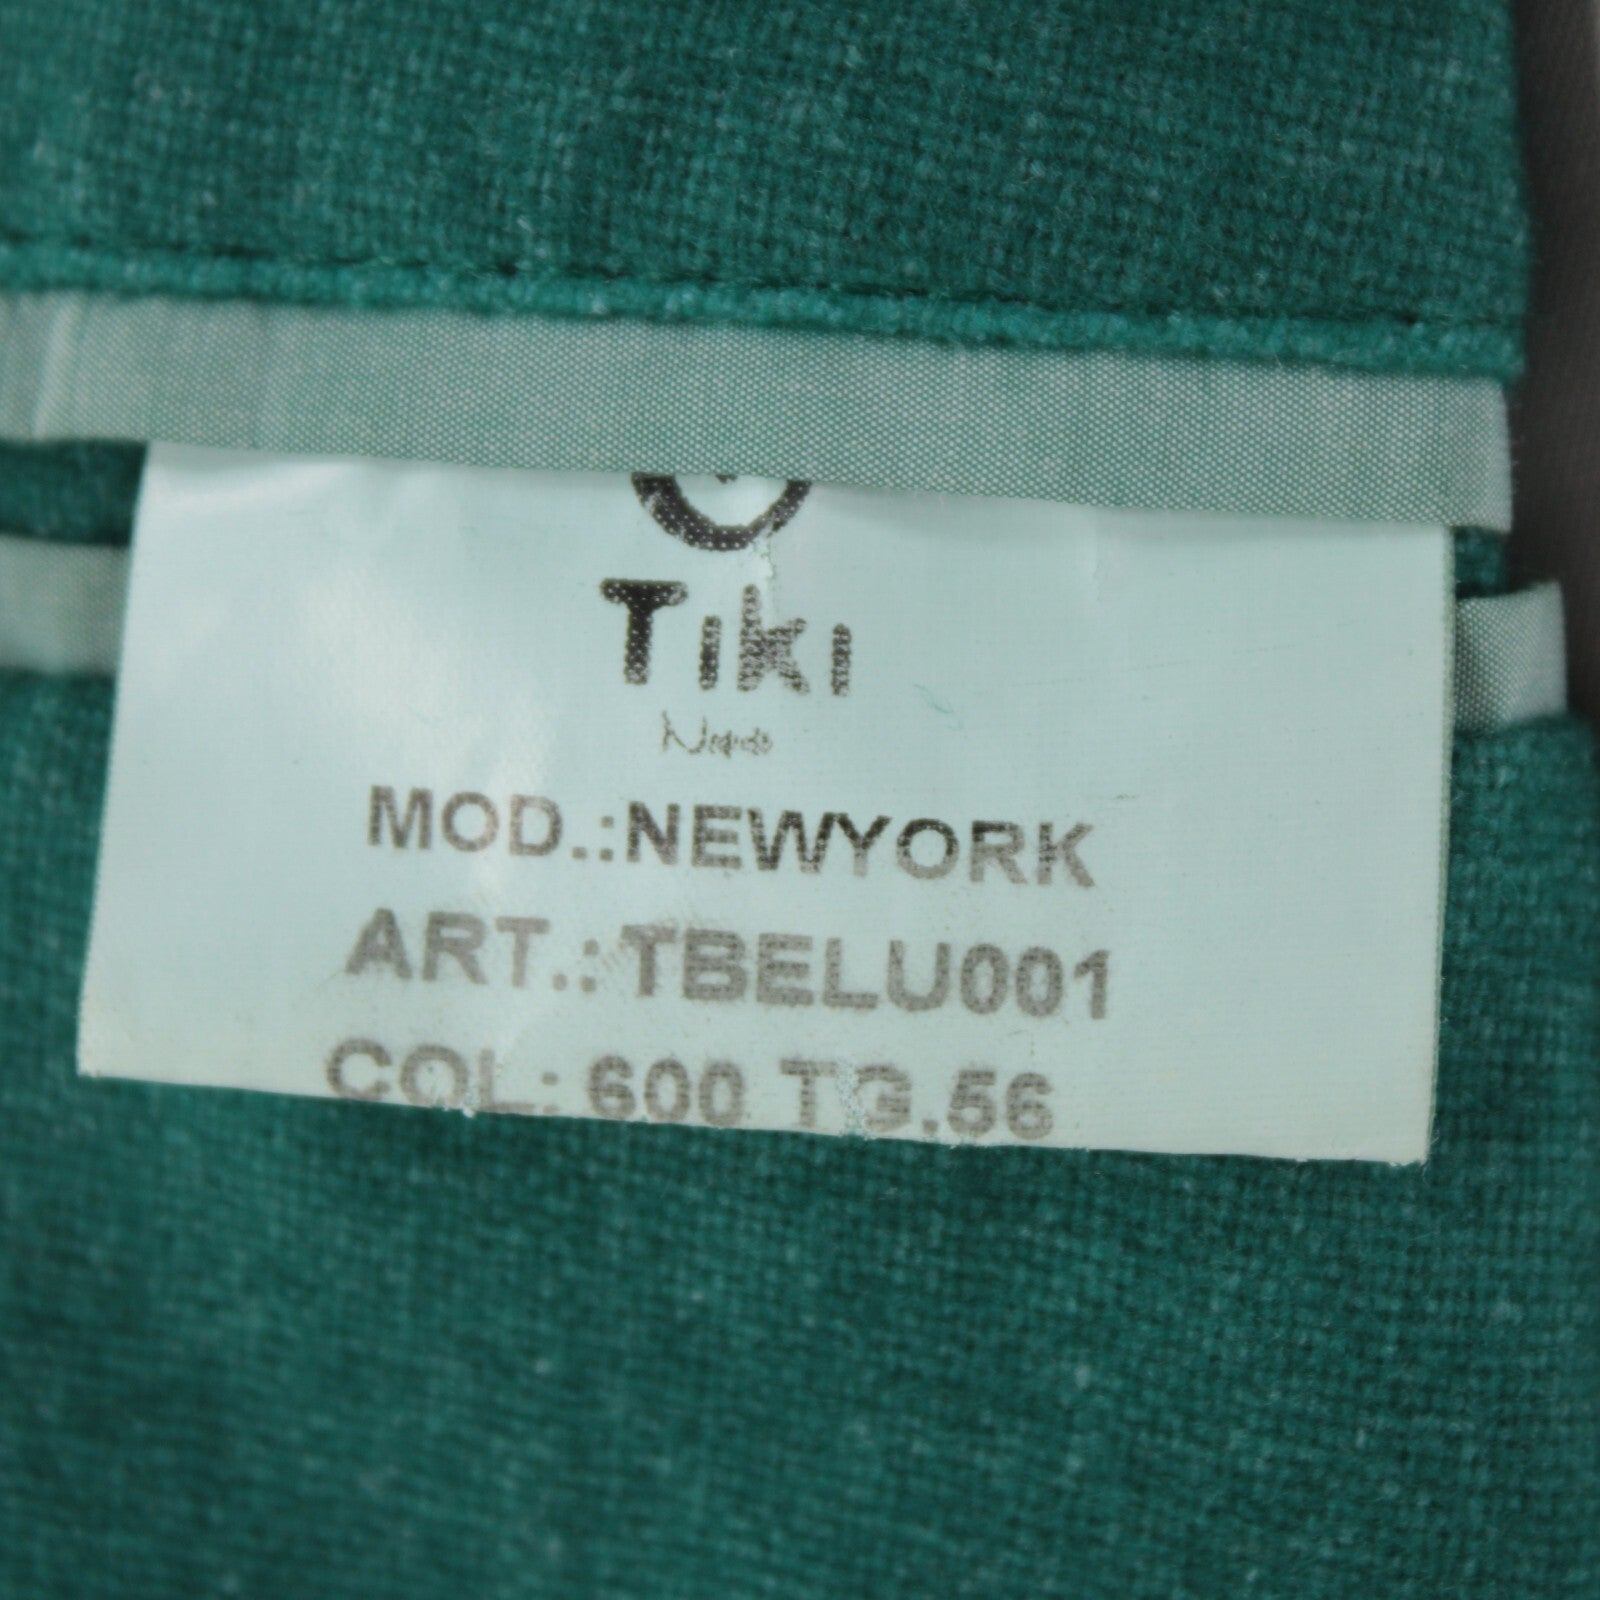 Tiki
MOD.:NEWYORK
ART.:TBELU001
COL: 600 TG.56